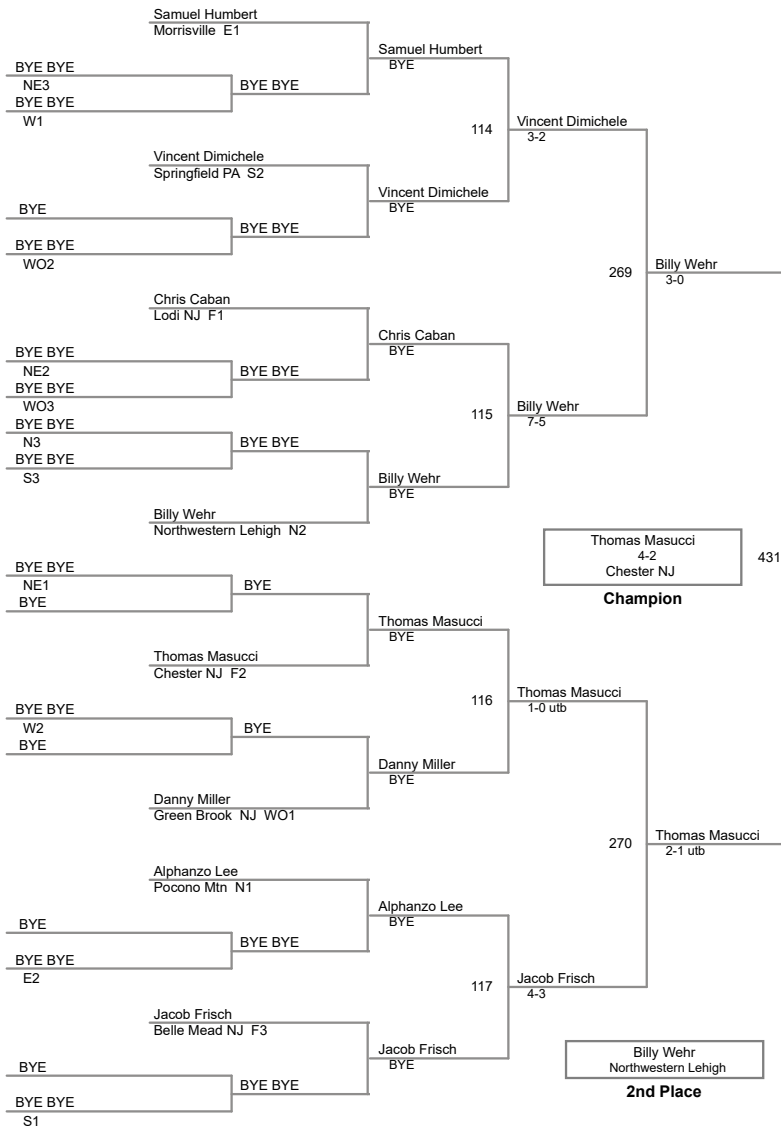 Samuel Humbert
Morrisville E1
Samuel Humbert
BYE
BYE BYE
NE3
BYE BYE
BYE BYE
W1
114
Vincent Dimichele
3-2
Vincent Dimichele
Springfield PA S2
Vincent Dimichele
BYE
BYE
BYE BYE
BYE BYE
WO2
269
Billy Wehr
3-0
Chris Caban
Lodi NJ F1
Chris Caban
BYE
BYE BYE
NE2
BYE BYE
BYE BYE
WO3
115
Billy Wehr
7-5
BYE BYE
N3
BYE BYE
BYE BYE
S3
Billy Wehr
BYE
Billy Wehr
Northwestern Lehigh N2
Thomas Masucci
4-2
Chester NJ
431
Champion
BYE BYE
NE1
BYE
BYE
Thomas Masucci
BYE
Thomas Masucci
Chester NJ F2
116
Thomas Masucci
1-0 utb
BYE BYE
W2
BYE
BYE
Danny Miller
BYE
Danny Miller
Green Brook NJ WO1
270
Thomas Masucci
2-1 utb
Alphanzo Lee
Pocono Mtn N1
Alphanzo Lee
BYE
BYE
BYE BYE
BYE BYE
E2
117
Jacob Frisch
4-3
Jacob Frisch
Belle Mead NJ F3
Jacob Frisch
BYE
BYE
BYE BYE
BYE BYE
S1
Billy Wehr
Northwestern Lehigh
2nd Place